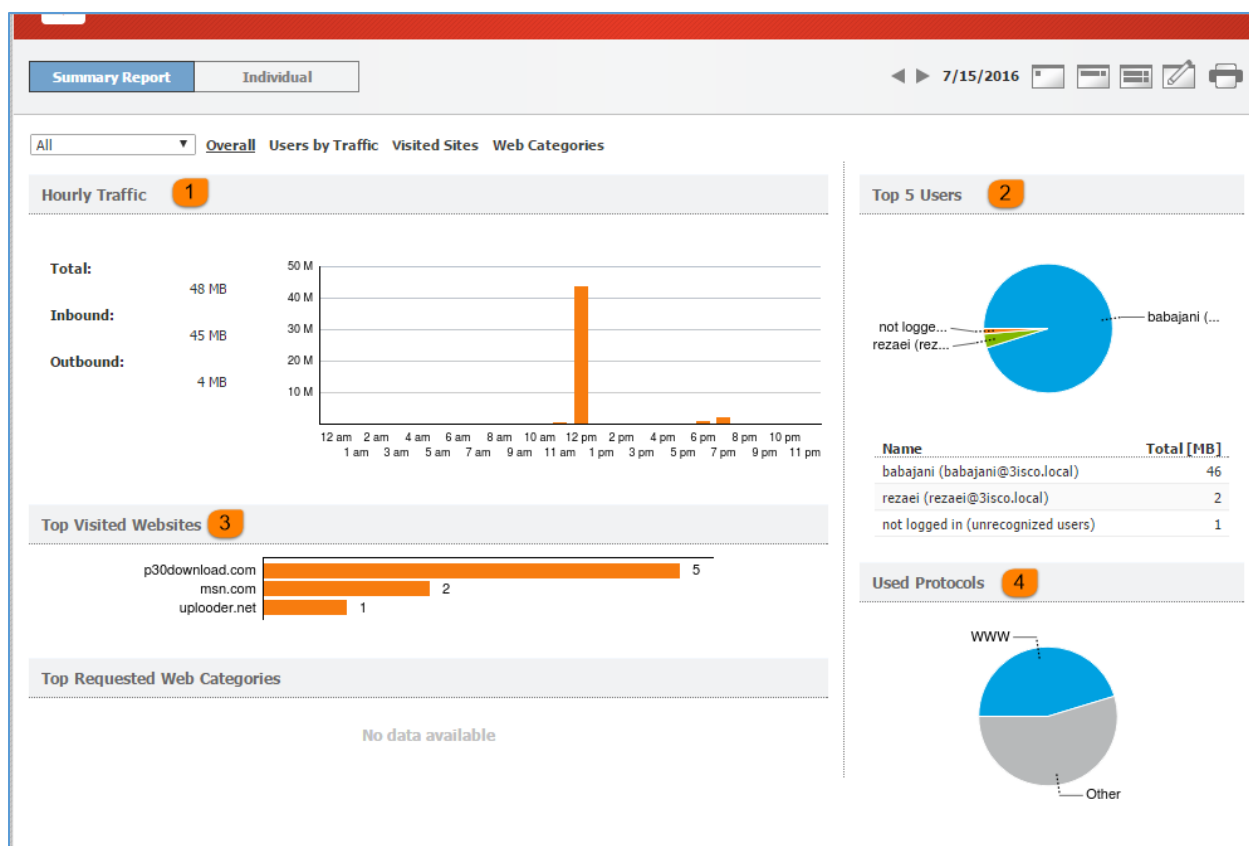 Summary Report
Individual
7/15/2016
All
Overall
Users by Traffic
Visited Sites
Web Categories
Hourly Traffic
1
Total:
48 MB
Inbound:
45 MB
Outbound:
4 MB
50 M
40 M
30 M
20 M
10 M
12 am 2 am 4 am 6 am 8 am 10 am 12 pm 2 pm 4 pm 6 pm 8 pm 10 pm
1 am 3 am 5 am 7 am 9 am 11 am 1 pm 3 pm 5 pm 7 pm 9 pm 11 pm
Top Visited Websites
3
p30download.com 5
msn.com 2
uplooder.net 1
Top Requested Web Categories
No data available
Top 5 Users
2
babajani (...
not logge...
rezaei (rez...
Name Total [MB]
babajani (babajani@3isco.local) 46
rezaei (rezaei@3isco.local) 2
not logged in (unrecognized users) 1
Used Protocols
4
WWW
Other